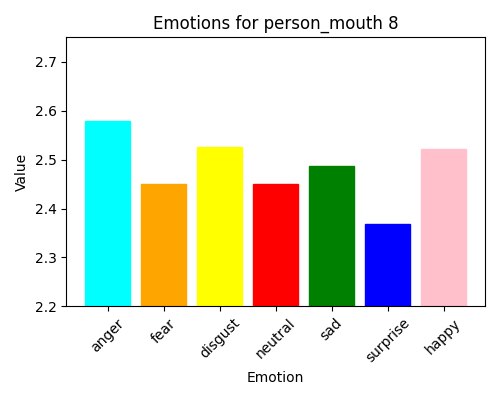 Emotions for person_mouth 8
Value
2.7
2.6
2.5
2.4
2.3
2.2
anger
fear
disgust
neutral
sad
surprise
happy
Emotion